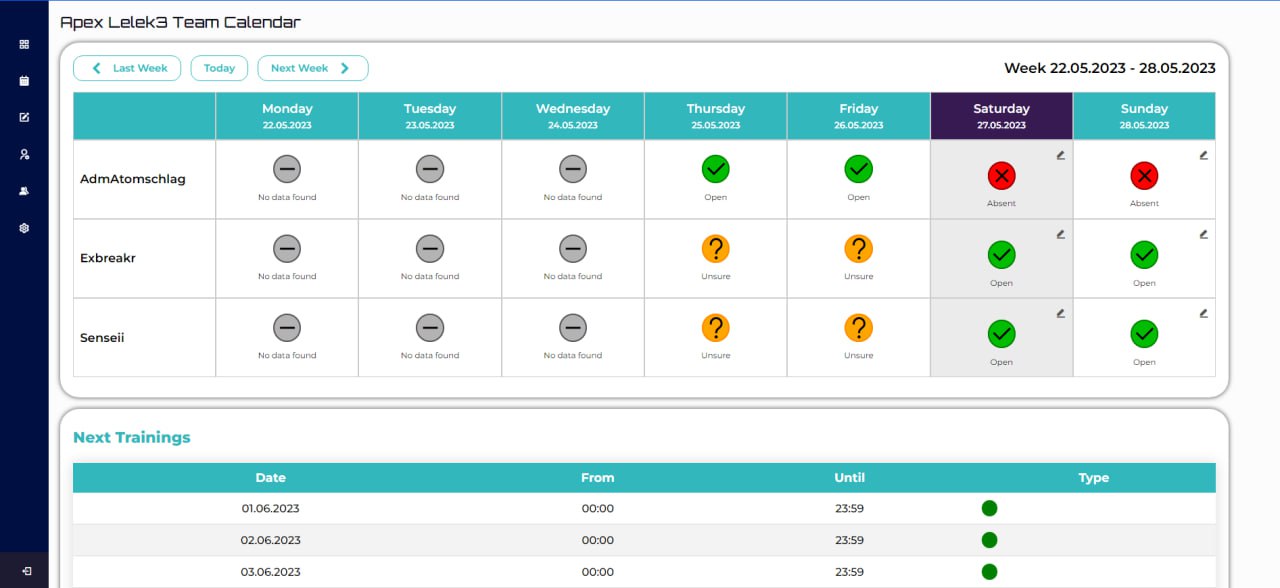 Apex Lelek3 Team Calendar
Last Week Today Next Week Week 22.05.2023 - 28.05.2023
Monday Tuesday Wednesday Thursday Friday Saturday Sunday
22.05.2023 23.05.2023 24.05.2023 25.05.2023 26.05.2023 27.05.2023 28.05.2023
AdmAtomschlag
No data found No data found No data found Open Open Absent Absent
Exbreakr
No data found No data found No data found Unsure Unsure Open Open
Senseii
No data found No data found No data found Unsure Unsure Open Open
Next Trainings
Date From Until Type
01.06.2023 00:00 23:59
02.06.2023 00:00 23:59
03.06.2023 00:00 23:59